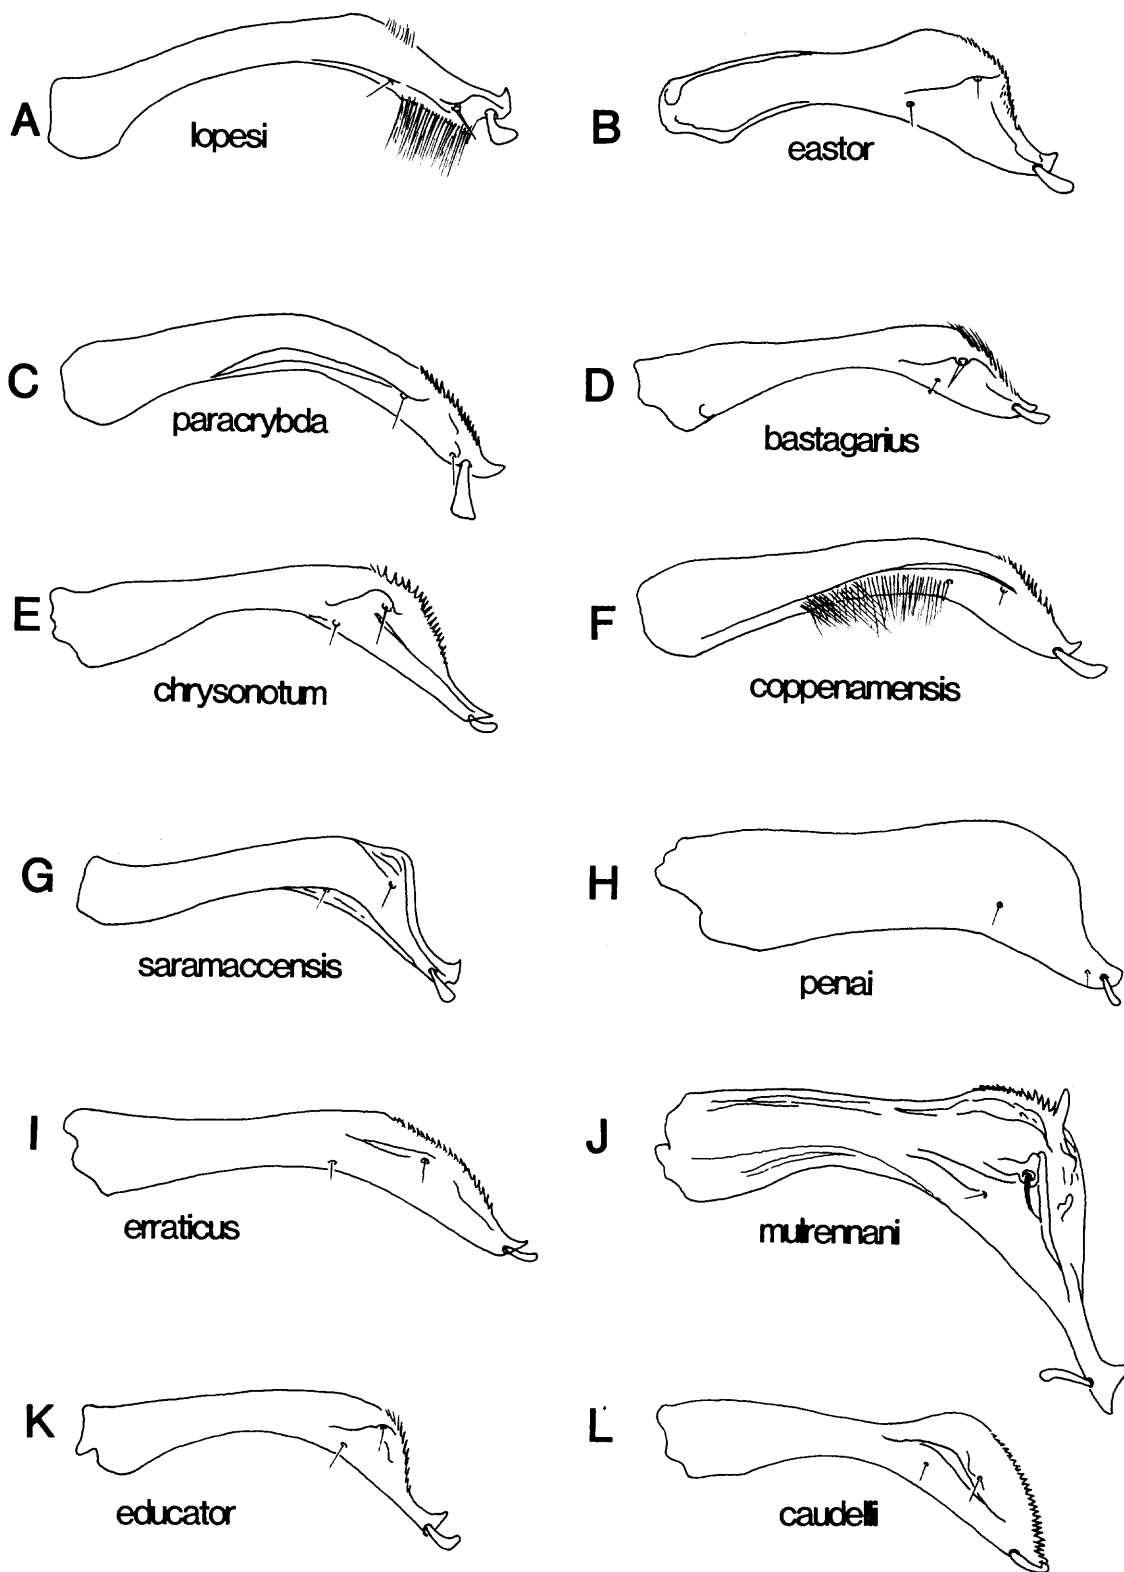 A
lopesi
B
eastor
C
paracrybda
D
bastagarius
E
chrysonotum
F
coppenamensis
G
saramaccensis
H
penai
I
erraticus
J
mulrennani
K
educator
L
caudelli